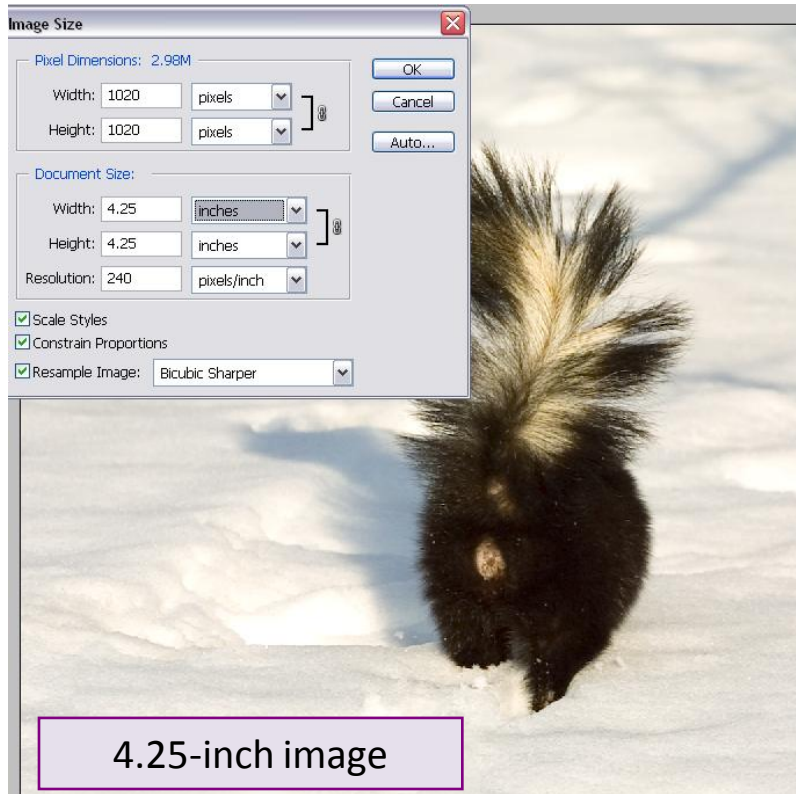 Image Size
Pixel Dimensions: 2.98M
Width: 1020 pixels
Height: 1020 pixels
OK
Cancel
Auto...
Document Size:
Width: 4.25 inches
Height: 4.25 inches
Resolution: 240 pixels/inch
Scale Styles
Constrain Proportions
Resample Image: Bicubic Sharper
4.25-inch image